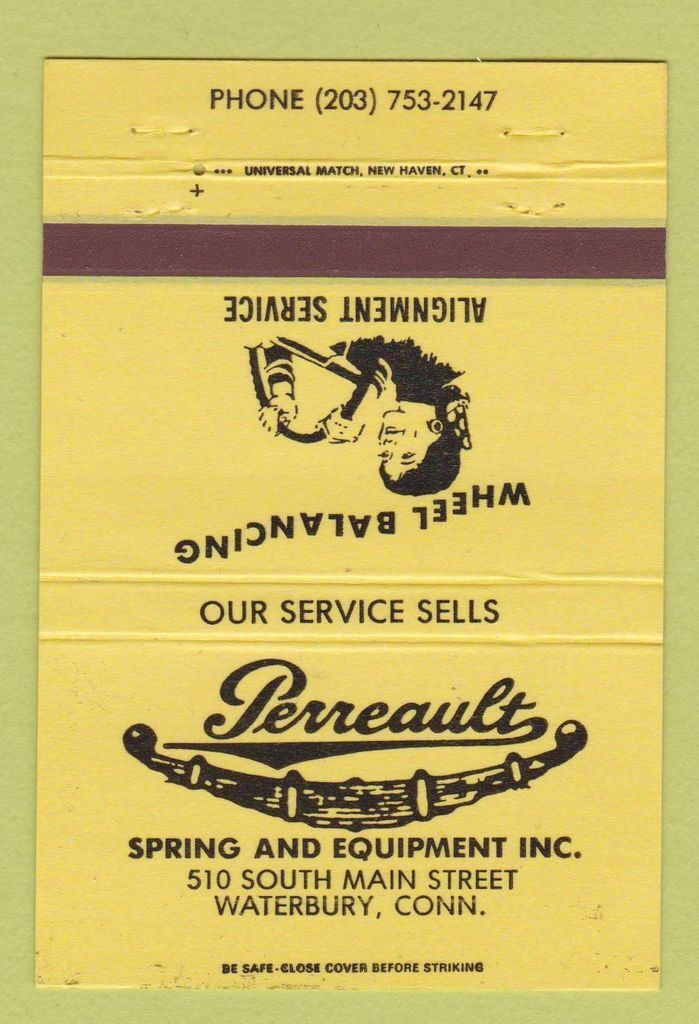 PHONE (203) 753-2147
UNIVERSAL MATCH, NEW HAVEN, CT.
ALIGNMENT SERVICE
WHEEL BALANCING
OUR SERVICE SELLS
Perreault
SPRING AND EQUIPMENT INC.
510 SOUTH MAIN STREET
WATERBURY, CONN.
BE SAFE-CLOSE COVER BEFORE STRIKING